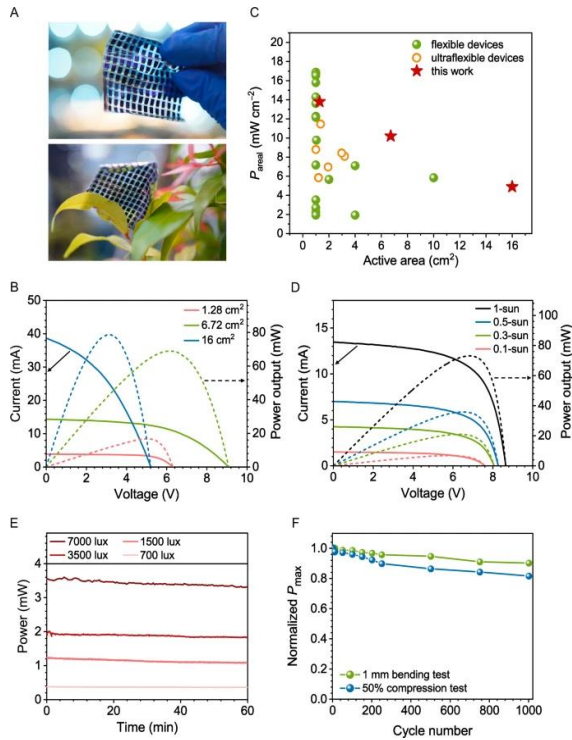 A
C
flexible devices
ultraflexible devices
this work
P_areal (mW cm⁻²)
20
18
16
14
12
10
8
6
4
2
0
0 2 4 6 8 10 12 14 16
Active area (cm²)
B
1.28 cm²
6.72 cm²
16 cm²
Current (mA)
50
40
30
20
10
0
Power output (mW)
80
60
40
20
0
0 2 4 6 8 10
Voltage (V)
D
1-sun
0.5-sun
0.3-sun
0.1-sun
Current (mA)
15
10
5
0
Power output (mW)
100
80
60
40
20
0
0 2 4 6 8 10
Voltage (V)
E
7000 lux 1500 lux
3500 lux 700 lux
Power (mW)
4
3
2
1
0
0 20 40 60
Time (min)
F
Normalized P_max
1.0
0.8
0.6
0.4
0.2
0.0
1 mm bending test
50% compression test
0 200 400 600 800 1000
Cycle number